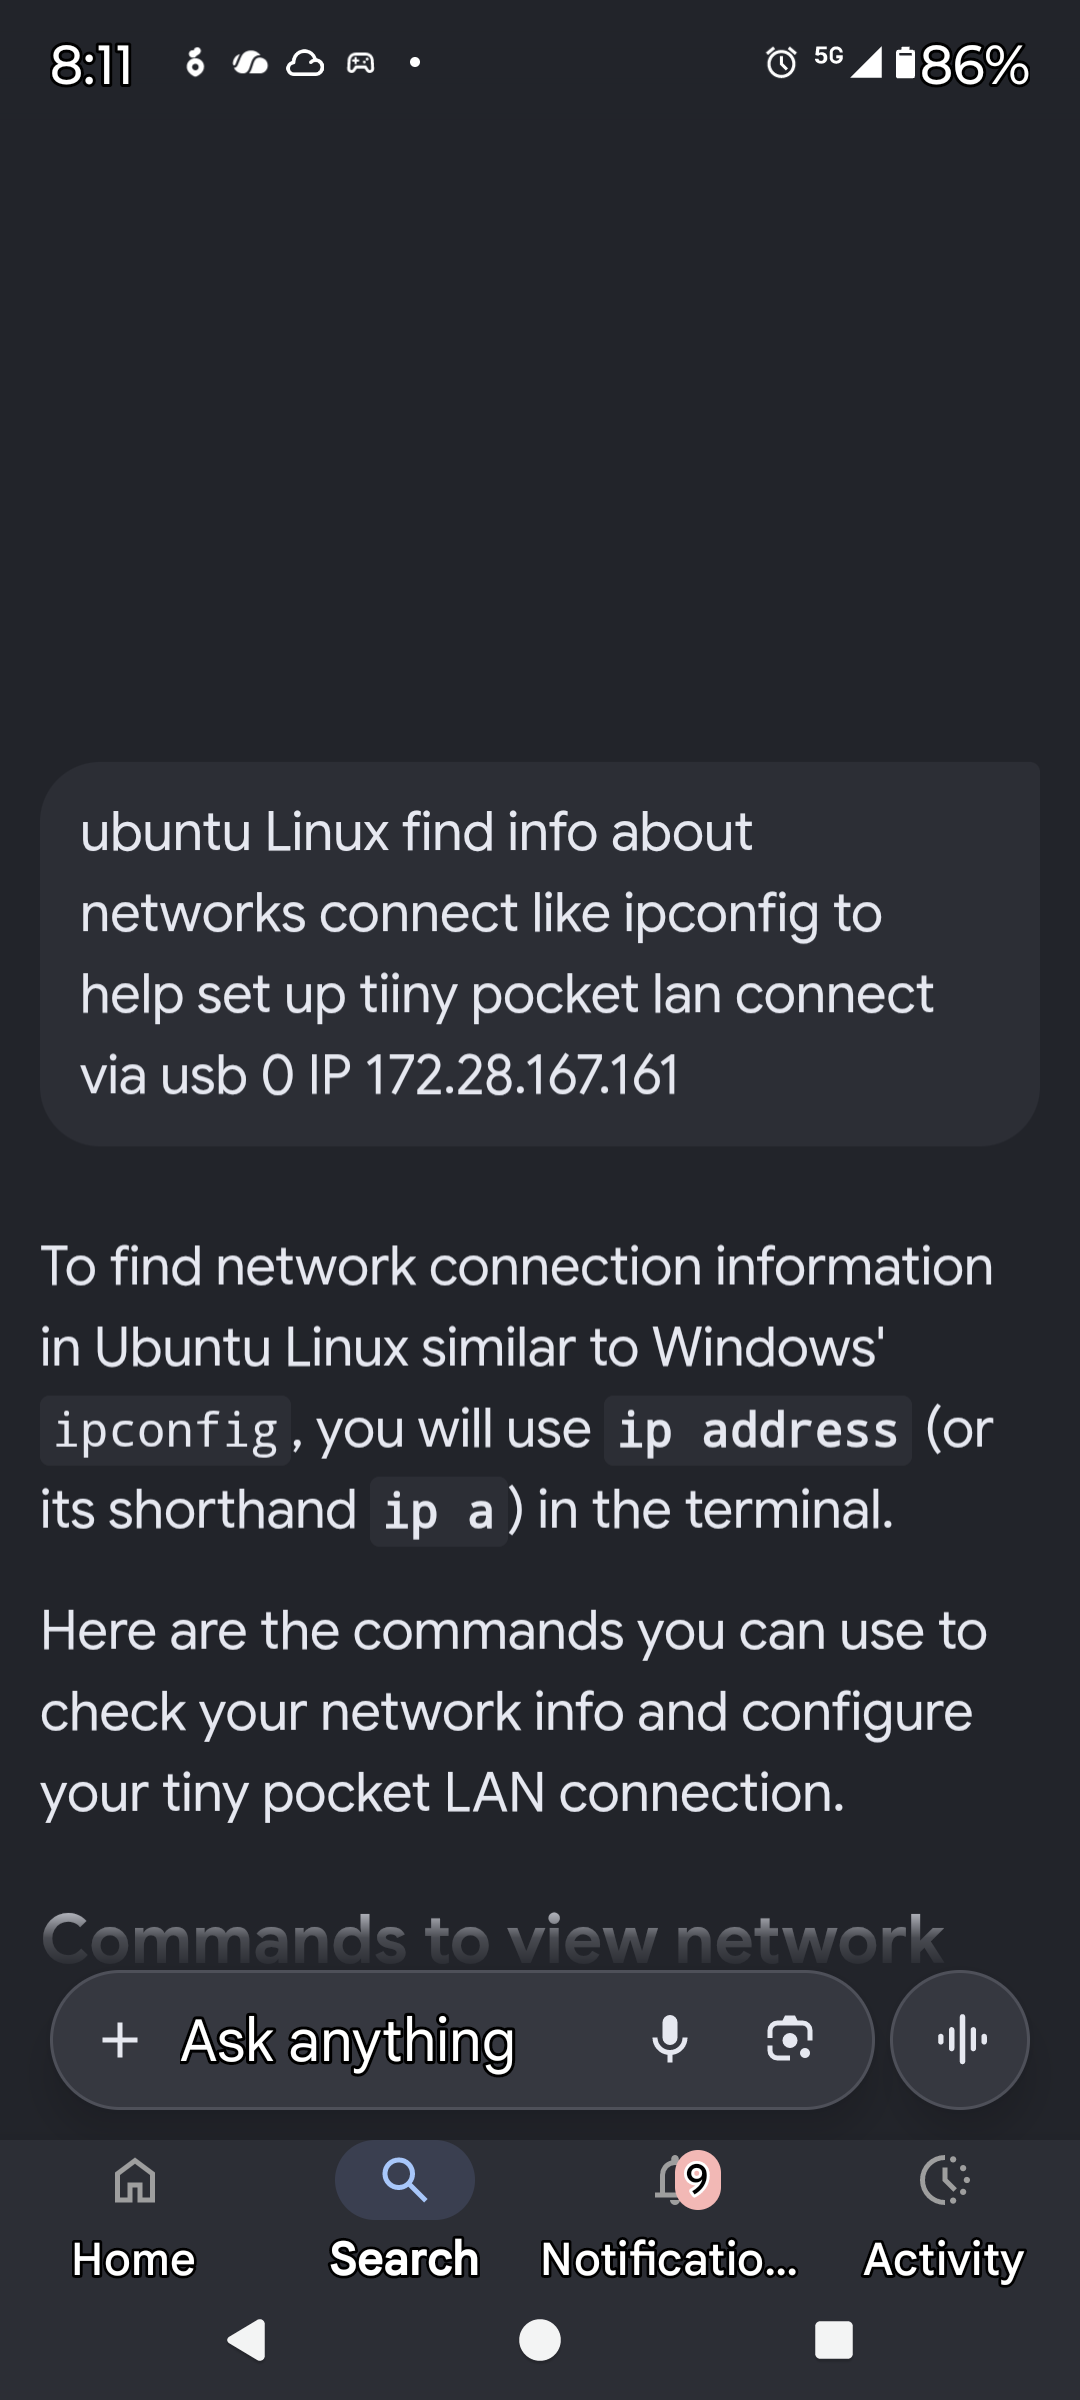 8:11
5G
86%
ubuntu Linux find info about
networks connect like ipconfig to
help set up tiiny pocket lan connect
via usb 0 IP 172.28.167.161
To find network connection information
in Ubuntu Linux similar to Windows'
ipconfig, you will use ip address (or
its shorthand ip a) in the terminal.
Here are the commands you can use to
check your network info and configure
your tiny pocket LAN connection.
Commands to view network
Ask anything
9
Home Search Notificatio... Activity